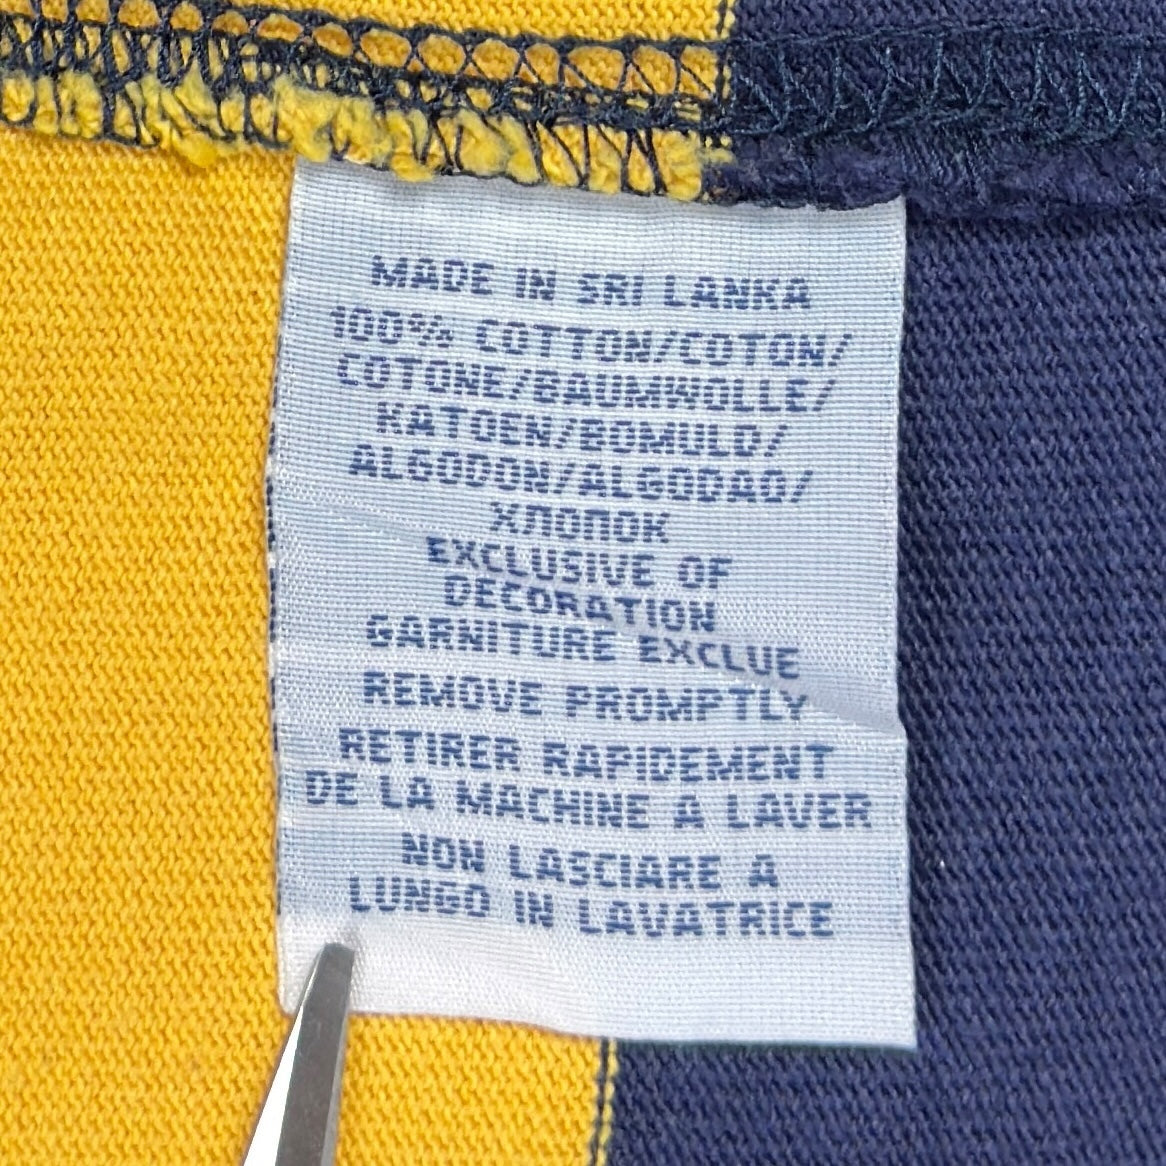 MADE IN SRI LANKA
100% COTTON/COTON/
COTONE/BAUMWOLLE/
KATOEN/BOMULD/
ALGODON/ALGODAO/
ХЛОПОК
EXCLUSIVE OF
DECORATION
GARNITURE EXCLUE
REMOVE PROMPTLY
RETIRER RAPIDEMENT
DE LA MACHINE A LAVER
NON LASCIARE A
LUNGO IN LAVATRICE